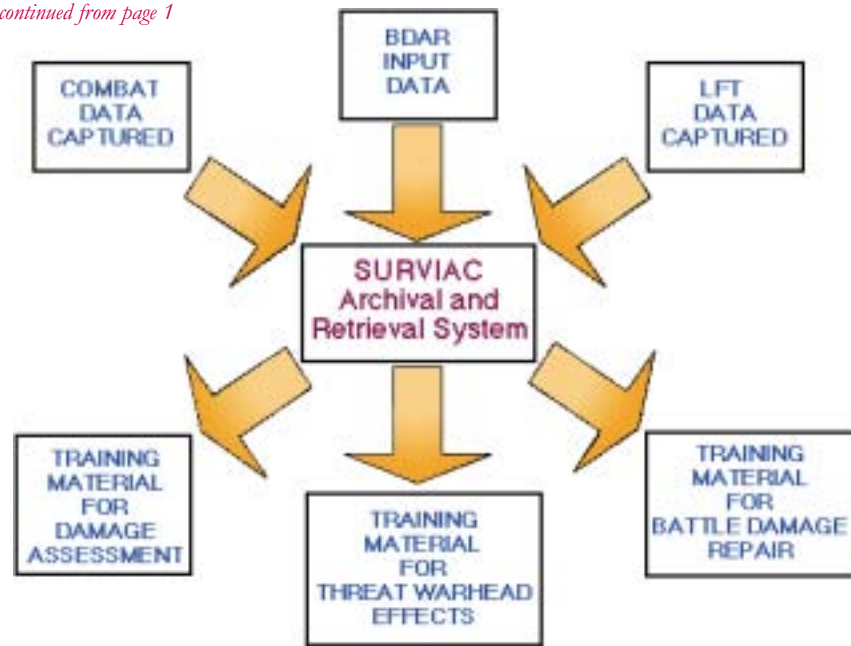 continued from page 1
COMBAT
DATA
CAPTURED
BDAR
INPUT
DATA
LFT
DATA
CAPTURED
SURVIAC
Archival and
Retrieval System
TRAINING
MATERIAL
FOR
DAMAGE
ASSESSMENT
TRAINING
MATERIAL
FOR
THREAT WARHEAD
EFFECTS
TRAINING
MATERIAL
FOR
BATTLE DAMAGE
REPAIR